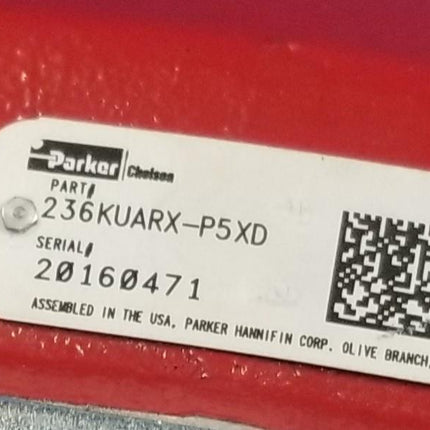 Parker Chelsea
PART#
236KUARX-P5XD
SERIAL#
20160471
ASSEMBLED IN THE USA, PARKER HANNIFIN CORP. OLIVE BRANCH,